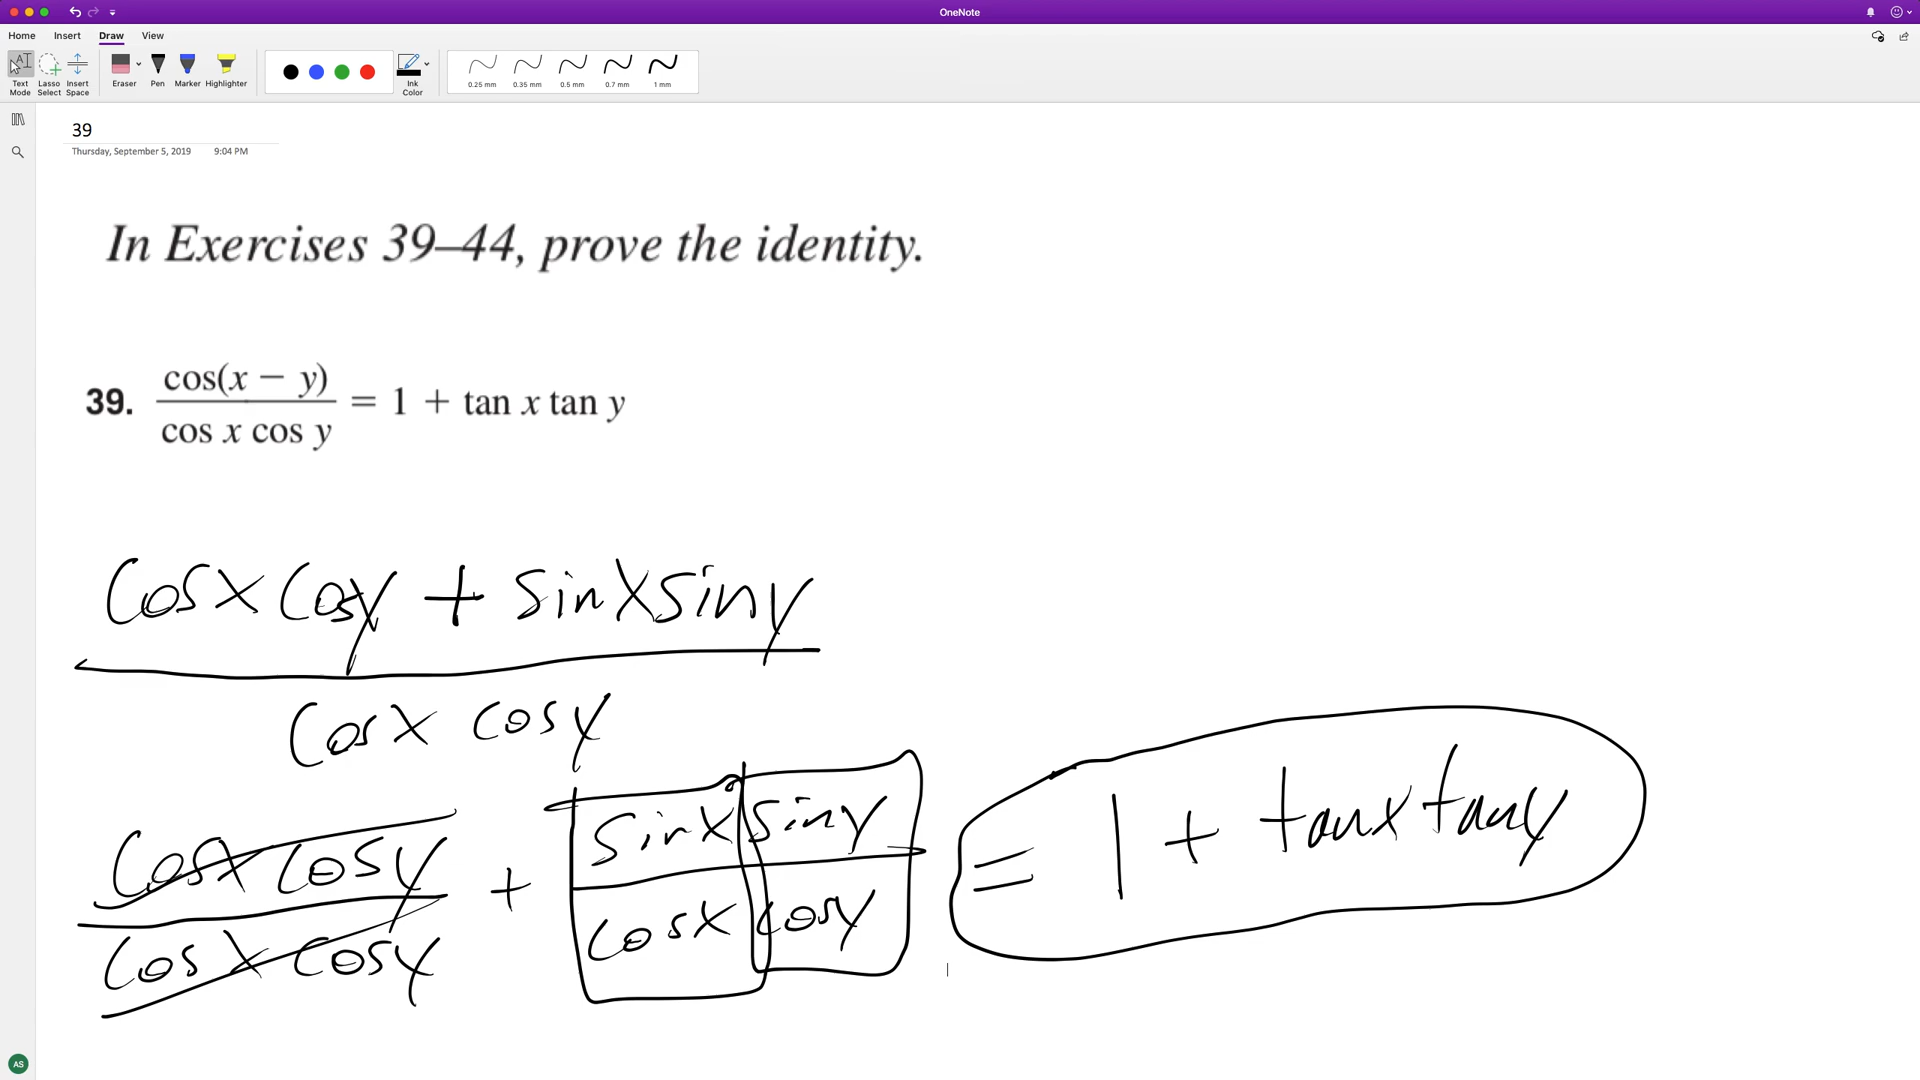 OneNote
Home Insert Draw View
Text Mode Lasso Select Insert Space Eraser Pen Marker Highlighter Ink Color 0.25 mm 0.35 mm 0.5 mm 0.7 mm 1 mm
39
Thursday, September 5, 2019 9:04 PM
In Exercises 39–44, prove the identity.
39. cos(x − y) / cos x cos y = 1 + tan x tan y
cosx cosy + sinx siny
cosx cosy
cosx cosy / cosx cosy + sinx siny / cosx cosy = 1 + tanx tany
AS